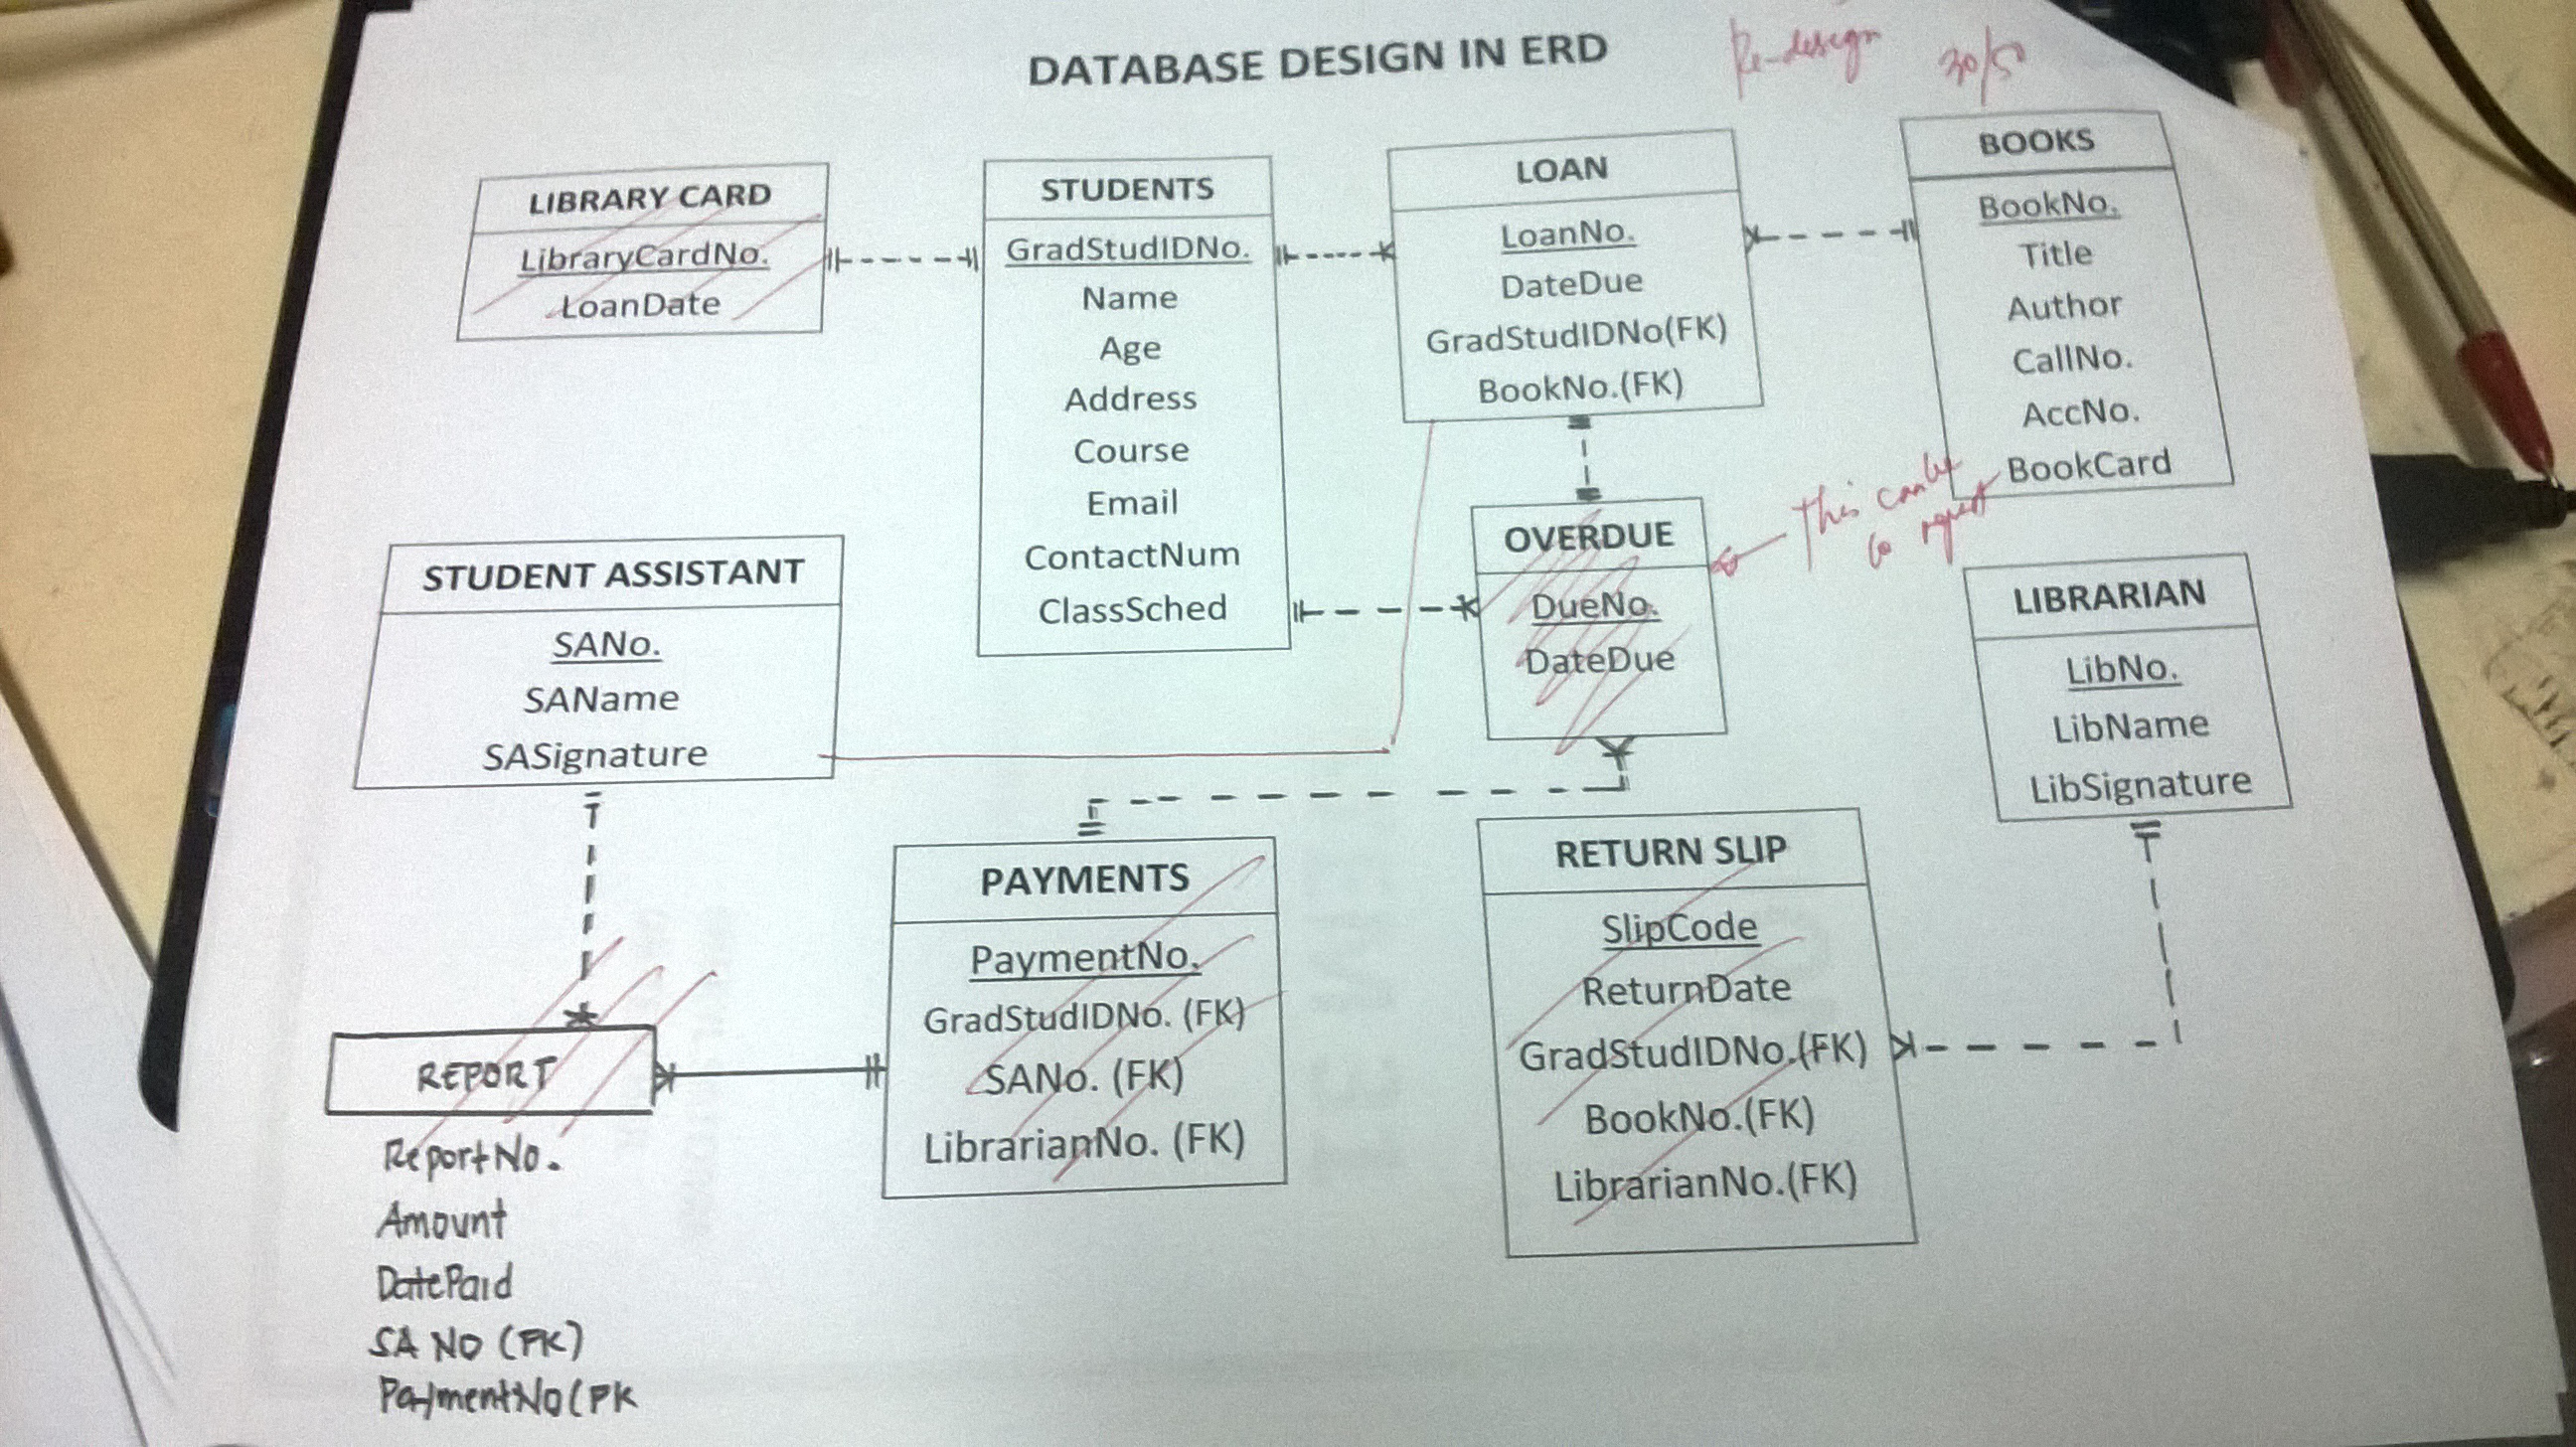 DATABASE DESIGN IN ERD
Re-design
30/50
LIBRARY CARD
LibraryCardNo.
LoanDate
STUDENTS
GradStudIDNo.
Name
Age
Address
Course
Email
ContactNum
ClassSched
LOAN
LoanNo.
DateDue
GradStudIDNo(FK)
BookNo.(FK)
BOOKS
BookNo.
Title
Author
CallNo.
AccNo.
BookCard
This can be
STUDENT ASSISTANT
SANo.
SAName
SASignature
OVERDUE
DueNo.
DateDue
LIBRARIAN
LibNo.
LibName
LibSignature
PAYMENTS
PaymentNo.
GradStudIDNo. (FK)
SANo. (FK)
LibrarianNo. (FK)
RETURN SLIP
SlipCode
ReturnDate
GradStudIDNo.(FK)
BookNo.(FK)
LibrarianNo.(FK)
REPORT
ReportNo.
Amount
DatePaid
SA NO (FK)
PaymentNo(FK